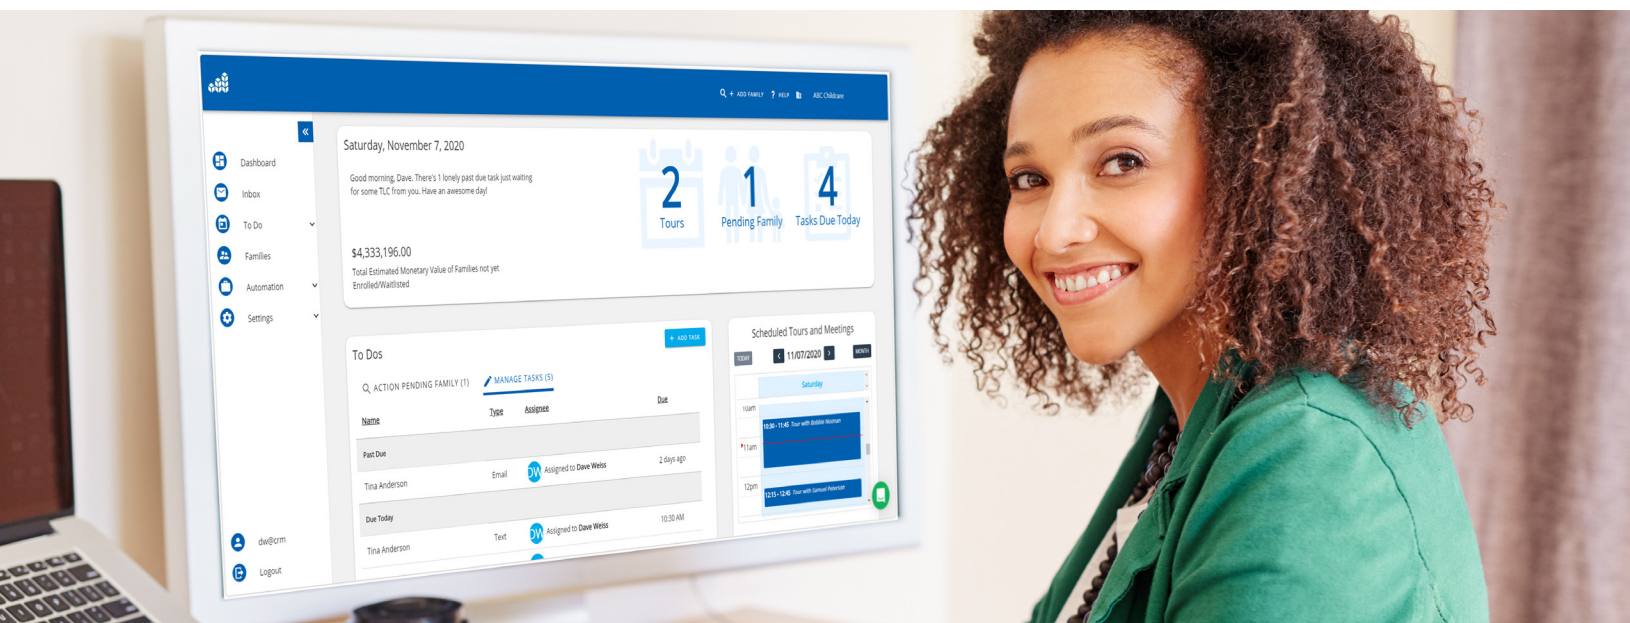 + ADD FAMILY ? HELP ABC Childcare
«
Dashboard
Inbox
To Do
Families
Automation
Settings
dw@crm
Logout
Saturday, November 7, 2020
Good morning, Dave. There's 1 lonely past due task just waiting
for some TLC from you. Have an awesome day!
$4,333,196.00
Total Estimated Monetary Value of Families not yet
Enrolled/Waitlisted
2
Tours
1
Pending Family
4
Tasks Due Today
To Dos
+ ADD TASK
ACTION PENDING FAMILY (1) MANAGE TASKS (5)
Name Type Assignee Due
Past Due
Tina Anderson Email DW Assigned to Dave Weiss 2 days ago
Due Today
Tina Anderson Text DW Assigned to Dave Weiss 10:30 AM
Scheduled Tours and Meetings
TODAY < 11/07/2020 > MONTH
Saturday
10am
10:30 - 11:45 Tour with Bobbie Noonan
11am
12pm
12:15 - 12:45 Tour with Samuel Peterson